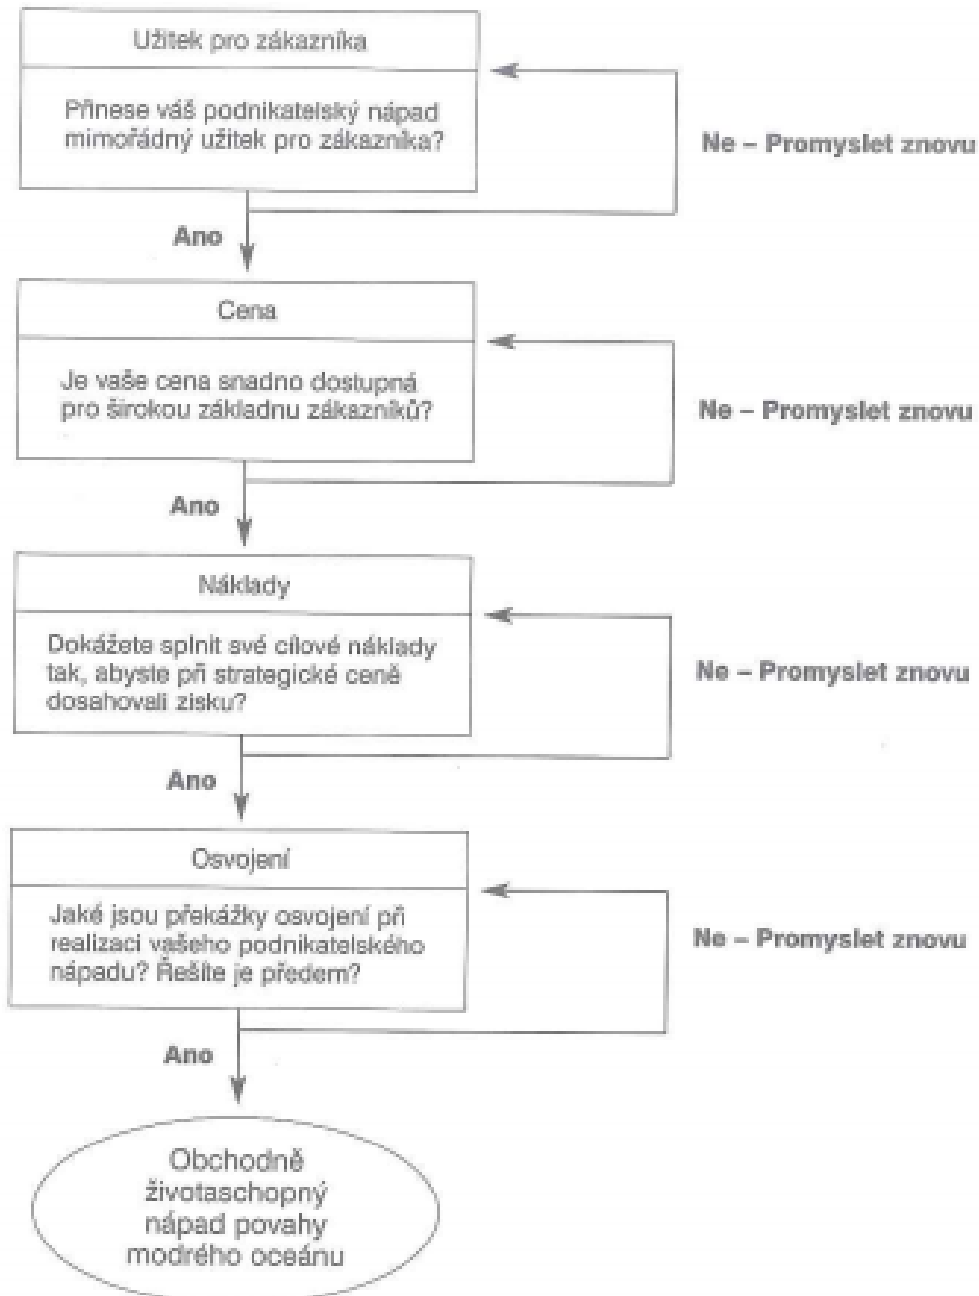 Užitek pro zákazníka
Přinese váš podnikatelský nápad
mimořádný užitek pro zákazníka?
Ne – Promyslet znovu
Ano
Cena
Je vaše cena snadno dostupná
pro širokou základnu zákazníků?
Ne – Promyslet znovu
Ano
Náklady
Dokážete splnit své cílové náklady
tak, abyste při strategické ceně
dosahovali zisku?
Ne – Promyslet znovu
Ano
Osvojení
Jaké jsou překážky osvojení při
realizaci vašeho podnikatelského
nápadu? Řešíte je předem?
Ne – Promyslet znovu
Ano
Obchodně
životaschopný
nápad povahy
modrého oceánu